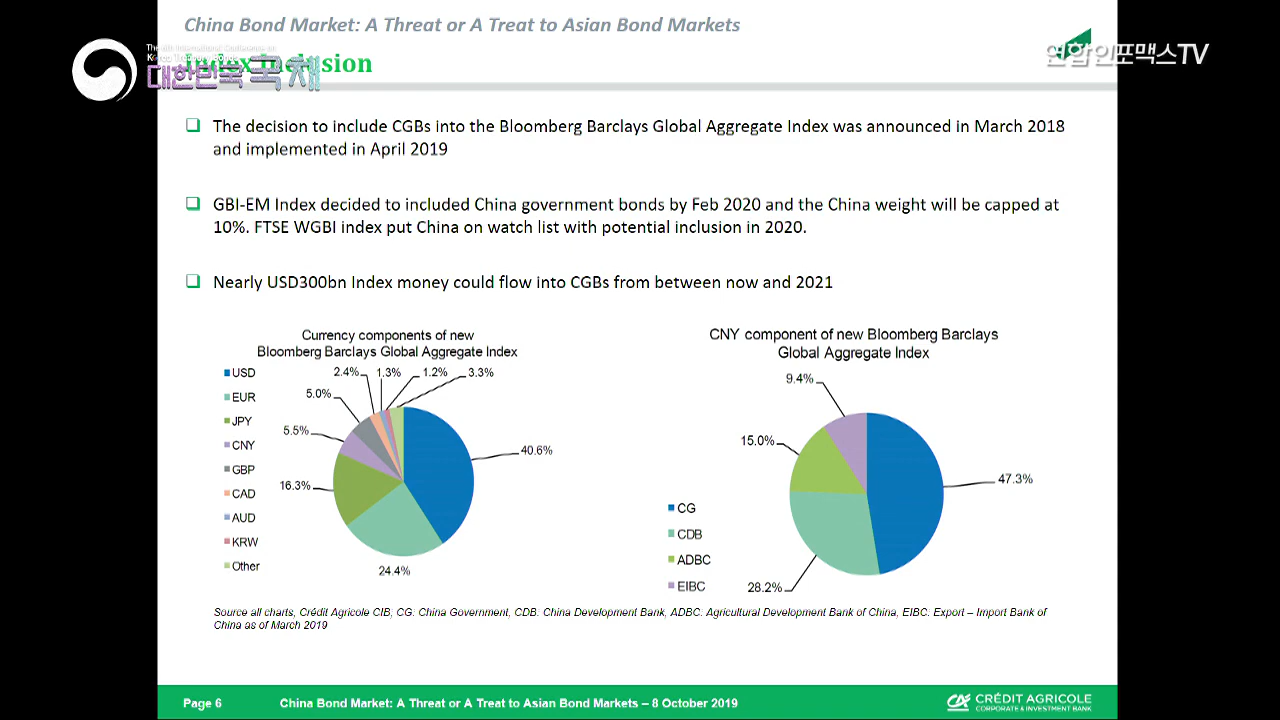 China Bond Market: A Threat or A Treat to Asian Bond Markets
The 6th International Conference on
Korea Treasury Bonds
대한민국 국채
Index Inclusion
연합인포맥스TV
❑ The decision to include CGBs into the Bloomberg Barclays Global Aggregate Index was announced in March 2018
and implemented in April 2019
❑ GBI-EM Index decided to included China government bonds by Feb 2020 and the China weight will be capped at
10%. FTSE WGBI index put China on watch list with potential inclusion in 2020.
❑ Nearly USD300bn Index money could flow into CGBs from between now and 2021
Currency components of new
Bloomberg Barclays Global Aggregate Index
USD
EUR
JPY
CNY
GBP
CAD
AUD
KRW
Other
2.4%
1.3%
1.2%
3.3%
5.0%
5.5%
16.3%
40.6%
24.4%
CNY component of new Bloomberg Barclays
Global Aggregate Index
9.4%
15.0%
47.3%
28.2%
CG
CDB
ADBC
EIBC
Source all charts, Crédit Agricole CIB, CG: China Government, CDB: China Development Bank, ADBC: Agricultural Development Bank of China, EIBC: Export – Import Bank of
China as of March 2019
Page 6
China Bond Market: A Threat or A Treat to Asian Bond Markets – 8 October 2019
CRÉDIT AGRICOLE
CORPORATE & INVESTMENT BANK